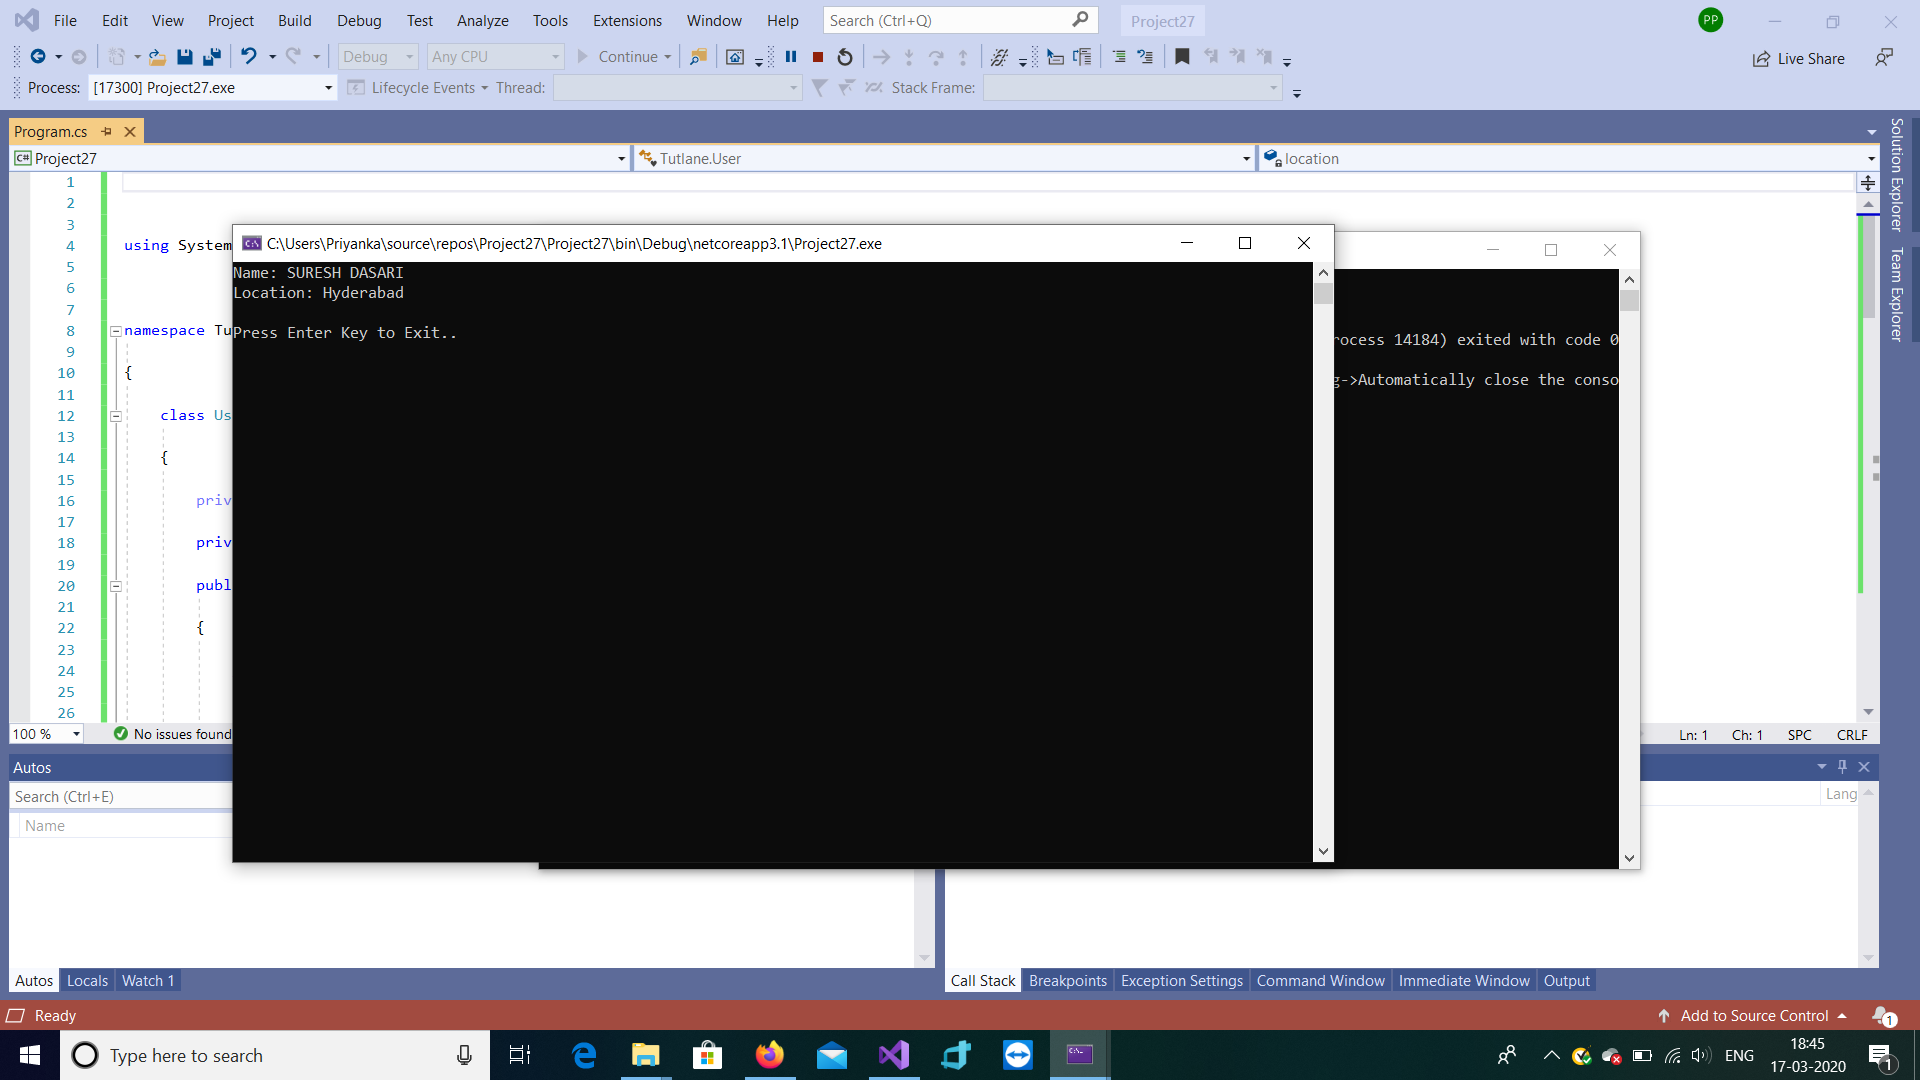 File Edit View Project Build Debug Test Analyze Tools Extensions Window Help Search (Ctrl+Q) Project27 PP
Debug Any CPU Continue Live Share
Process: [17300] Project27.exe Lifecycle Events Thread: Stack Frame:
Program.cs
C# Project27 Tutlane.User location
Solution Explorer
Team Explorer
1
2
3
4 using System
5
6
7
8 namespace Tu
9
10 {
11
12 class Us
13
14 {
15
16 priv
17
18 priv
19
20 publ
21
22 {
23
24
25
26
C:\Users\Priyanka\source\repos\Project27\Project27\bin\Debug\netcoreapp3.1\Project27.exe
Name: SURESH DASARI
Location: Hyderabad
Press Enter Key to Exit..
rocess 14184) exited with code 0
g->Automatically close the conso
100 % No issues found Ln: 1 Ch: 1 SPC CRLF
Autos
Search (Ctrl+E)
Name
Lang
Autos Locals Watch 1
Call Stack Breakpoints Exception Settings Command Window Immediate Window Output
Ready Add to Source Control 1
Type here to search
ENG
18:45
17-03-2020
1